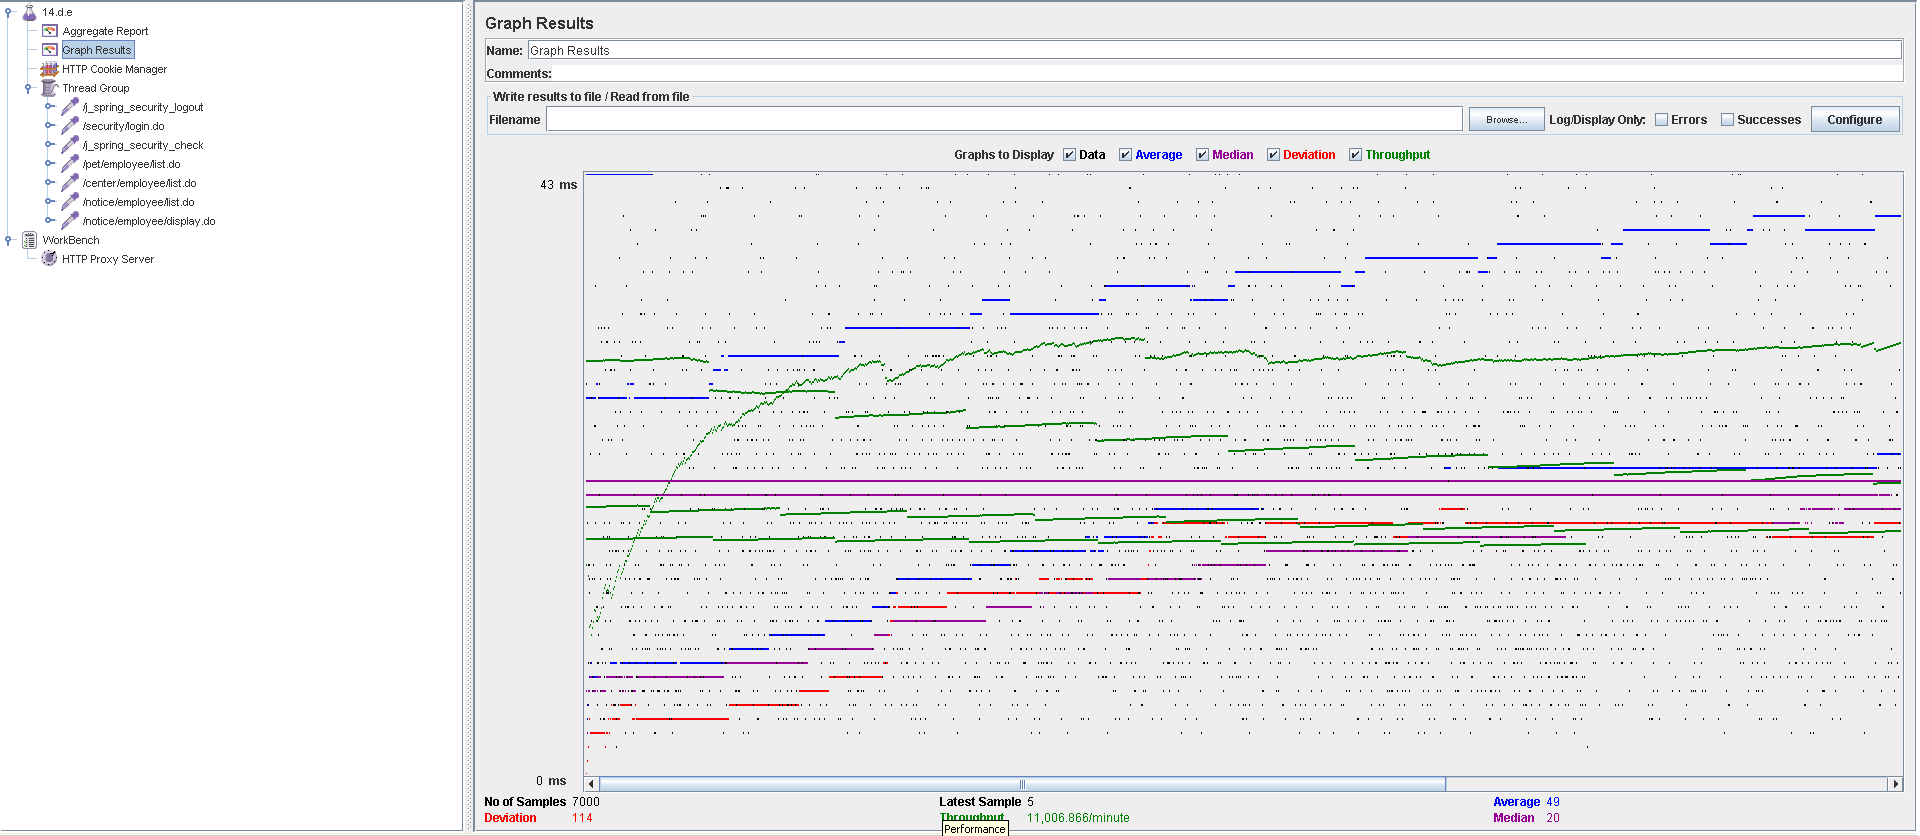 14.d.e
Aggregate Report
Graph Results
HTTP Cookie Manager
Thread Group
/j_spring_security_logout
/security/login.do
/j_spring_security_check
/pet/employee/list.do
/center/employee/list.do
/notice/employee/list.do
/notice/employee/display.do
WorkBench
HTTP Proxy Server
Graph Results
Name: Graph Results
Comments:
Write results to file / Read from file
Filename Browse... Log/Display Only: Errors Successes Configure
Graphs to Display Data Average Median Deviation Throughput
43 ms
0 ms
No of Samples 7000 Latest Sample 5 Average 49
Deviation 114 Throughput 11,006.866/minute Median 20
Performance